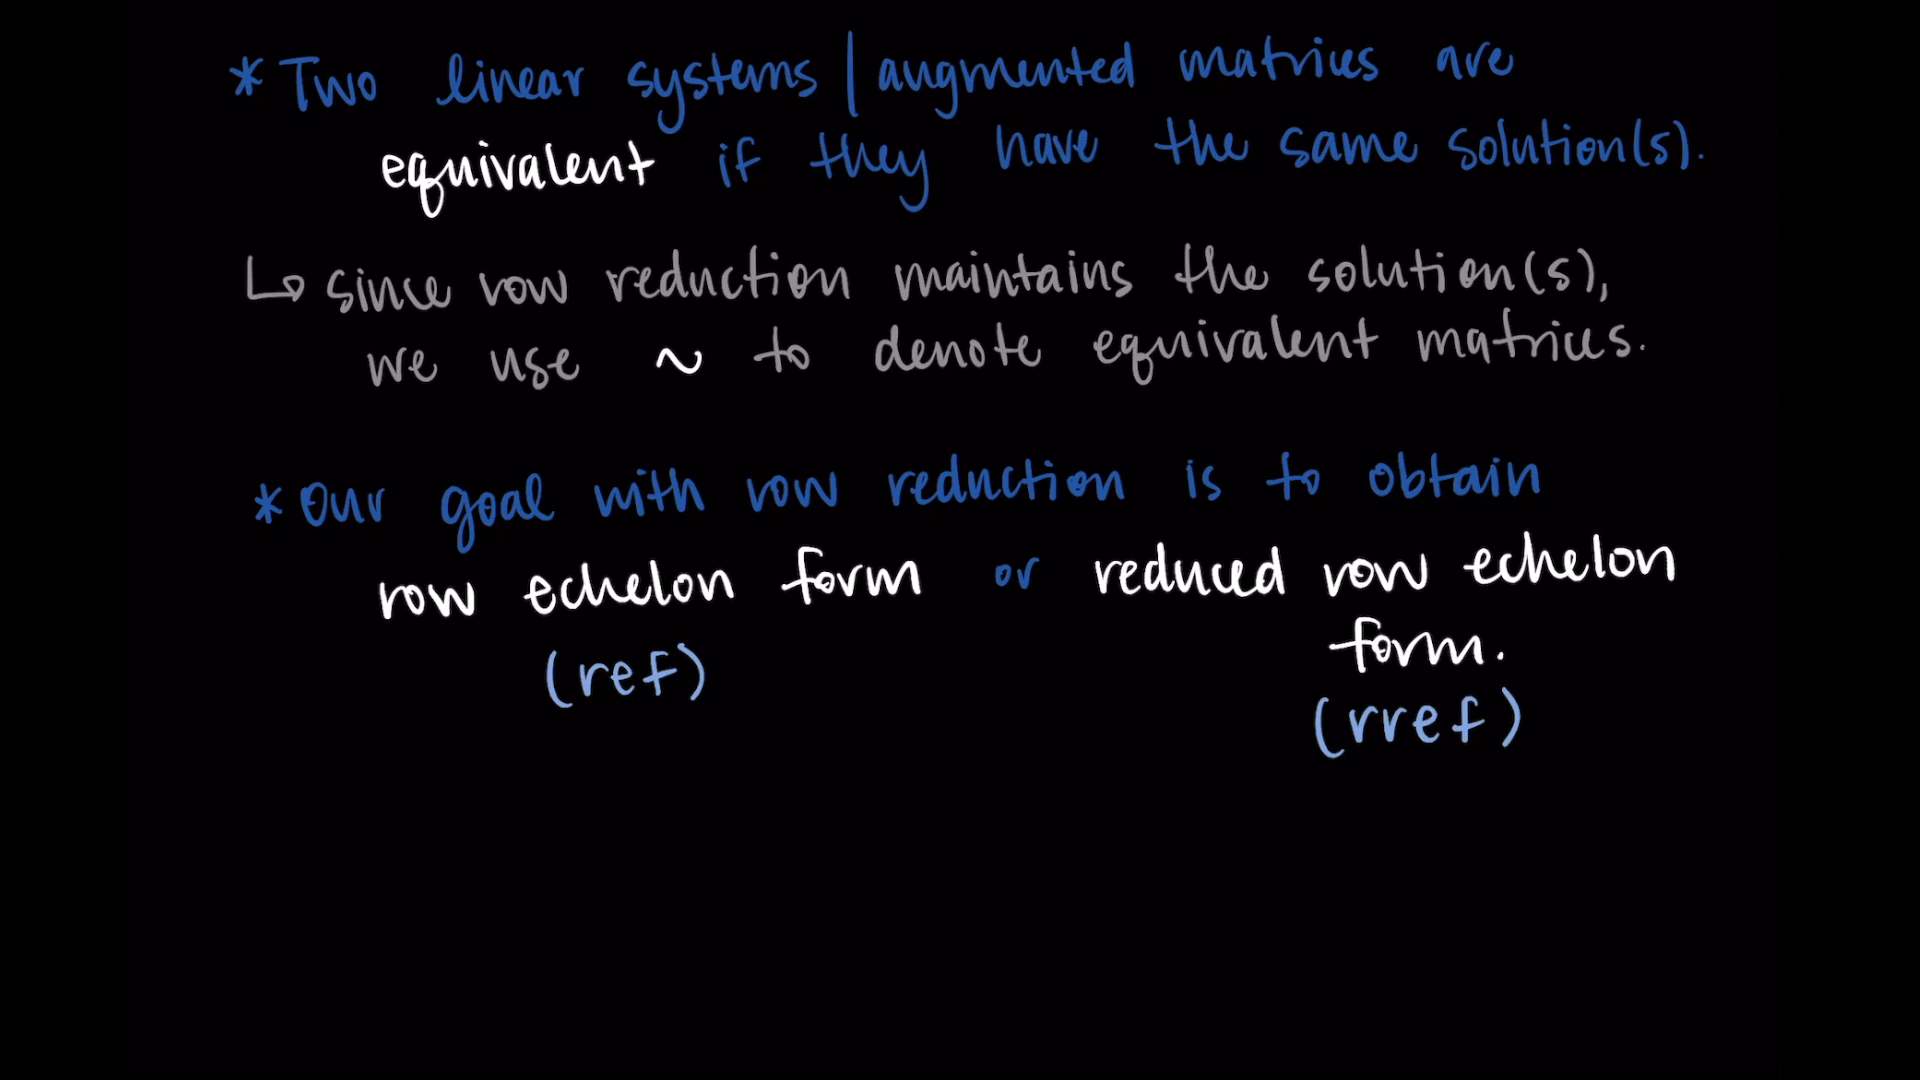 * Two linear systems | augmented matrices are
equivalent if they have the same solution(s).
↳ since row reduction maintains the solution(s),
we use ~ to denote equivalent matrices.
* Our goal with row reduction is to obtain
row echelon form or reduced row echelon
form.
(ref)
(rref)